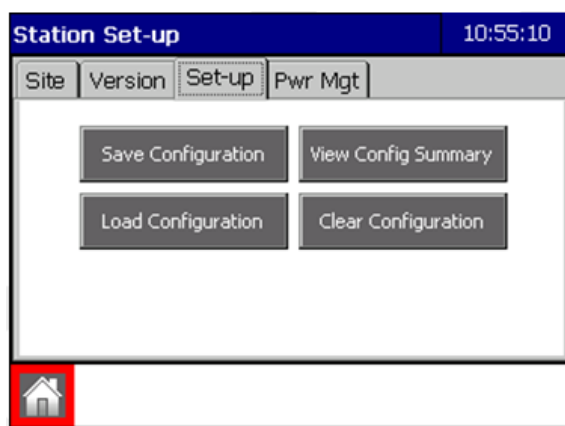 Station Set-up 10:55:10
Site Version Set-up Pwr Mgt
Save Configuration View Config Summary
Load Configuration Clear Configuration